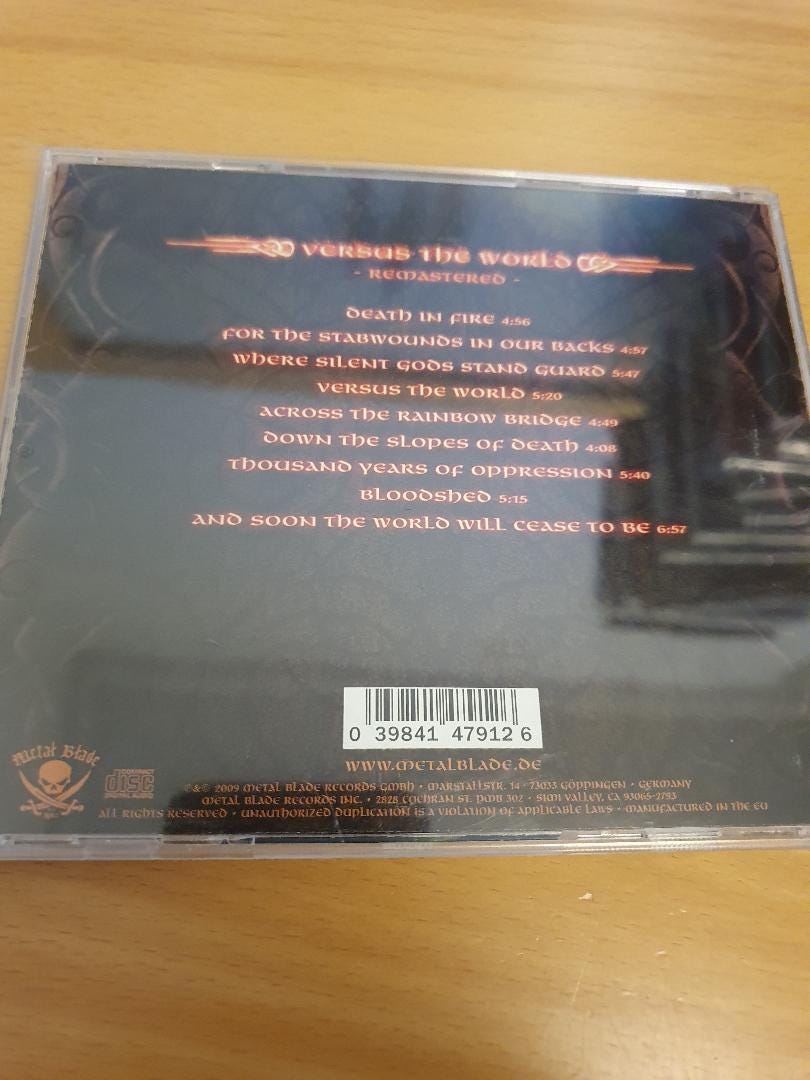 VERSUS THE WORLD
- REMASTERED -
DEATH IN FIRE 4:56
FOR THE STABWOUNDS IN OUR BACKS 4:57
WHERE SILENT GODS STAND GUARD 5:47
VERSUS THE WORLD 5:20
ACROSS THE RAINBOW BRIDGE 4:49
DOWN THE SLOPES OF DEATH 4:08
THOUSAND YEARS OF OPPRESSION 5:40
BLOODSHED 5:15
AND SOON THE WORLD WILL CEASE TO BE 6:57
0 39841 47912 6
WWW.METALBLADE.DE
Metal Blade
COMPACT
disc
DIGITAL AUDIO
℗&© 2009 METAL BLADE RECORDS GMBH · MARSTALLSTR. 14 · 73033 GÖPPINGEN · GERMANY
METAL BLADE RECORDS INC. · 2828 COCHRAN ST. PMB 302 · SIMI VALLEY, CA 93065-2793
ALL RIGHTS RESERVED · UNAUTHORIZED DUPLICATION IS A VIOLATION OF APPLICABLE LAWS · MANUFACTURED IN THE EU